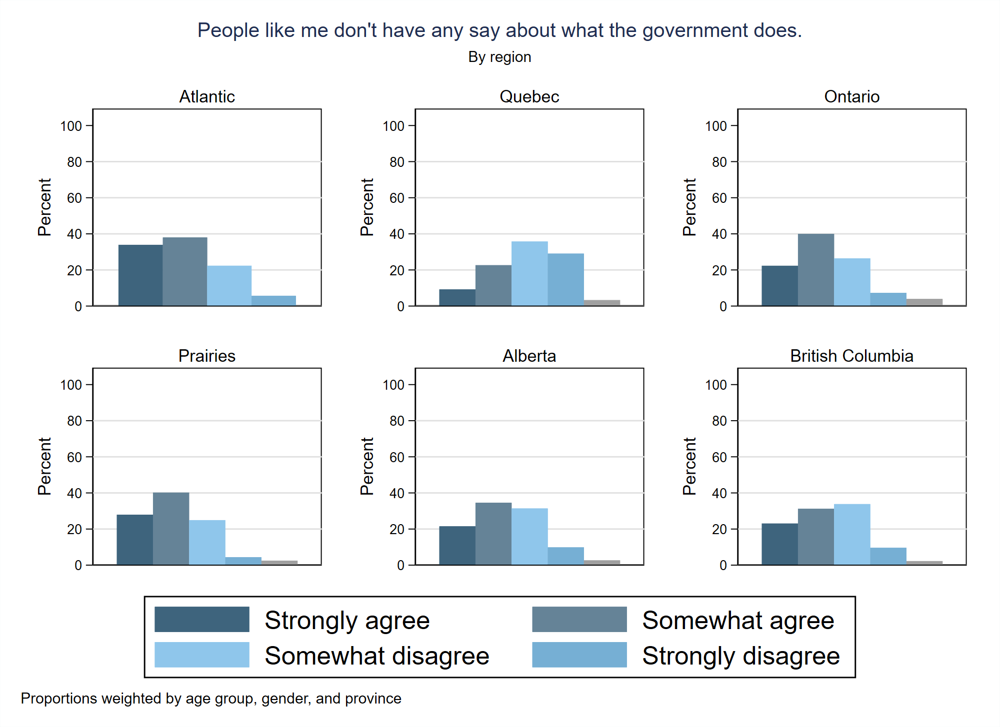 People like me don't have any say about what the government does.
By region
Atlantic
Percent
100
80
60
40
20
0
Quebec
Percent
100
80
60
40
20
0
Ontario
Percent
100
80
60
40
20
0
Prairies
Percent
100
80
60
40
20
0
Alberta
Percent
100
80
60
40
20
0
British Columbia
Percent
100
80
60
40
20
0
Strongly agree
Somewhat agree
Somewhat disagree
Strongly disagree
Proportions weighted by age group, gender, and province